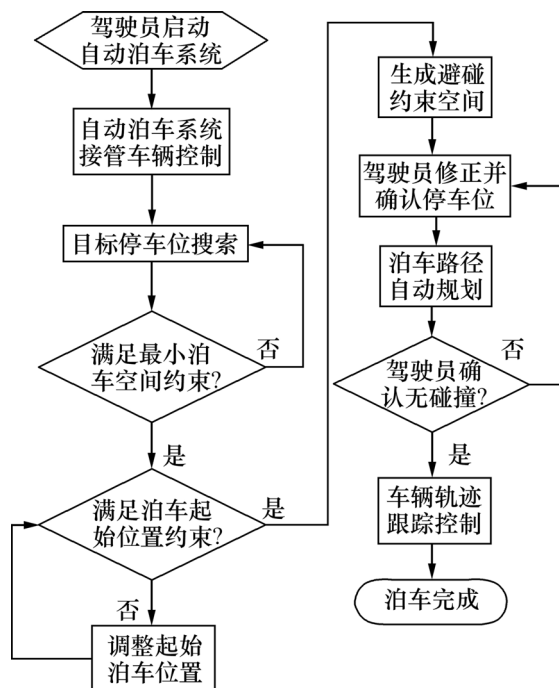 驾驶员启动
自动泊车系统
自动泊车系统
接管车辆控制
目标停车位搜索
满足最小泊
车空间约束?
否
是
满足泊车起
始位置约束?
是
否
调整起始
泊车位置
生成避碰
约束空间
驾驶员修正并
确认停车位
泊车路径
自动规划
驾驶员确
认无碰撞?
否
是
车辆轨迹
跟踪控制
泊车完成